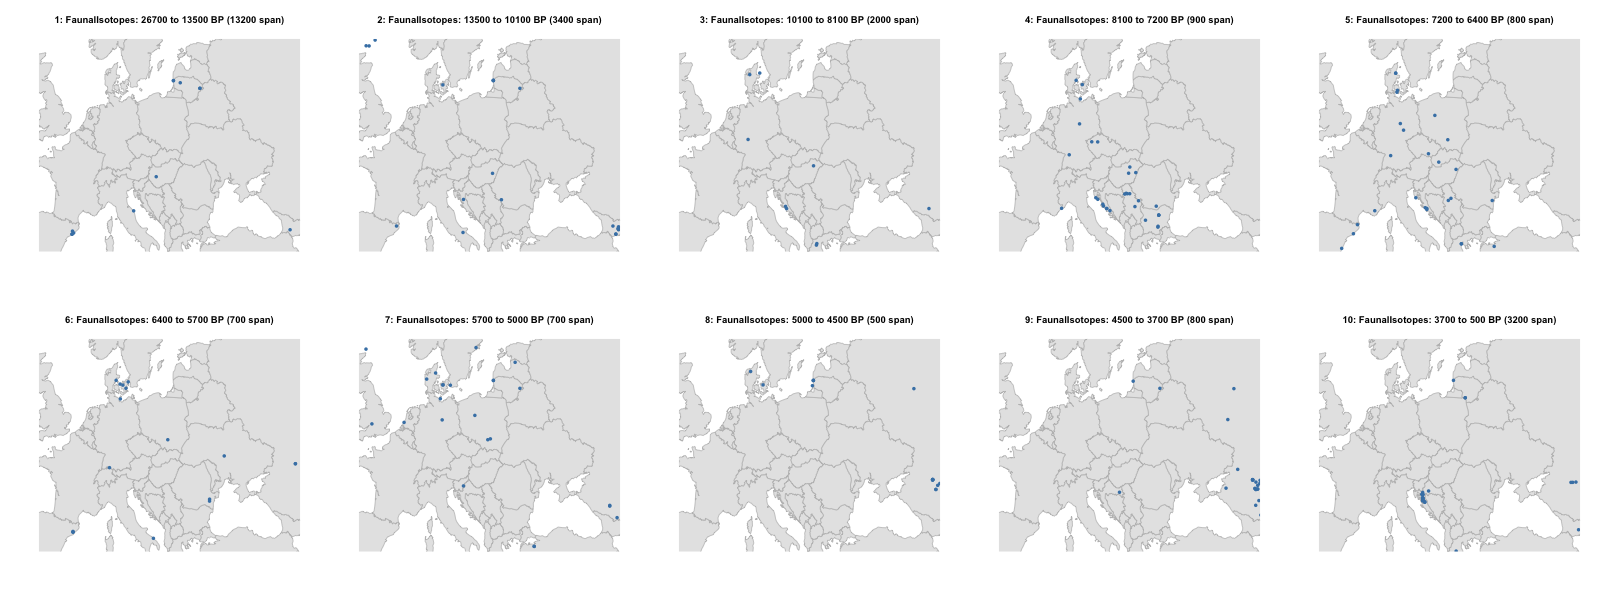 1: FaunalIsotopes: 26700 to 13500 BP (13200 span)
2: FaunalIsotopes: 13500 to 10100 BP (3400 span)
3: FaunalIsotopes: 10100 to 8100 BP (2000 span)
4: FaunalIsotopes: 8100 to 7200 BP (900 span)
5: FaunalIsotopes: 7200 to 6400 BP (800 span)
6: FaunalIsotopes: 6400 to 5700 BP (700 span)
7: FaunalIsotopes: 5700 to 5000 BP (700 span)
8: FaunalIsotopes: 5000 to 4500 BP (500 span)
9: FaunalIsotopes: 4500 to 3700 BP (800 span)
10: FaunalIsotopes: 3700 to 500 BP (3200 span)